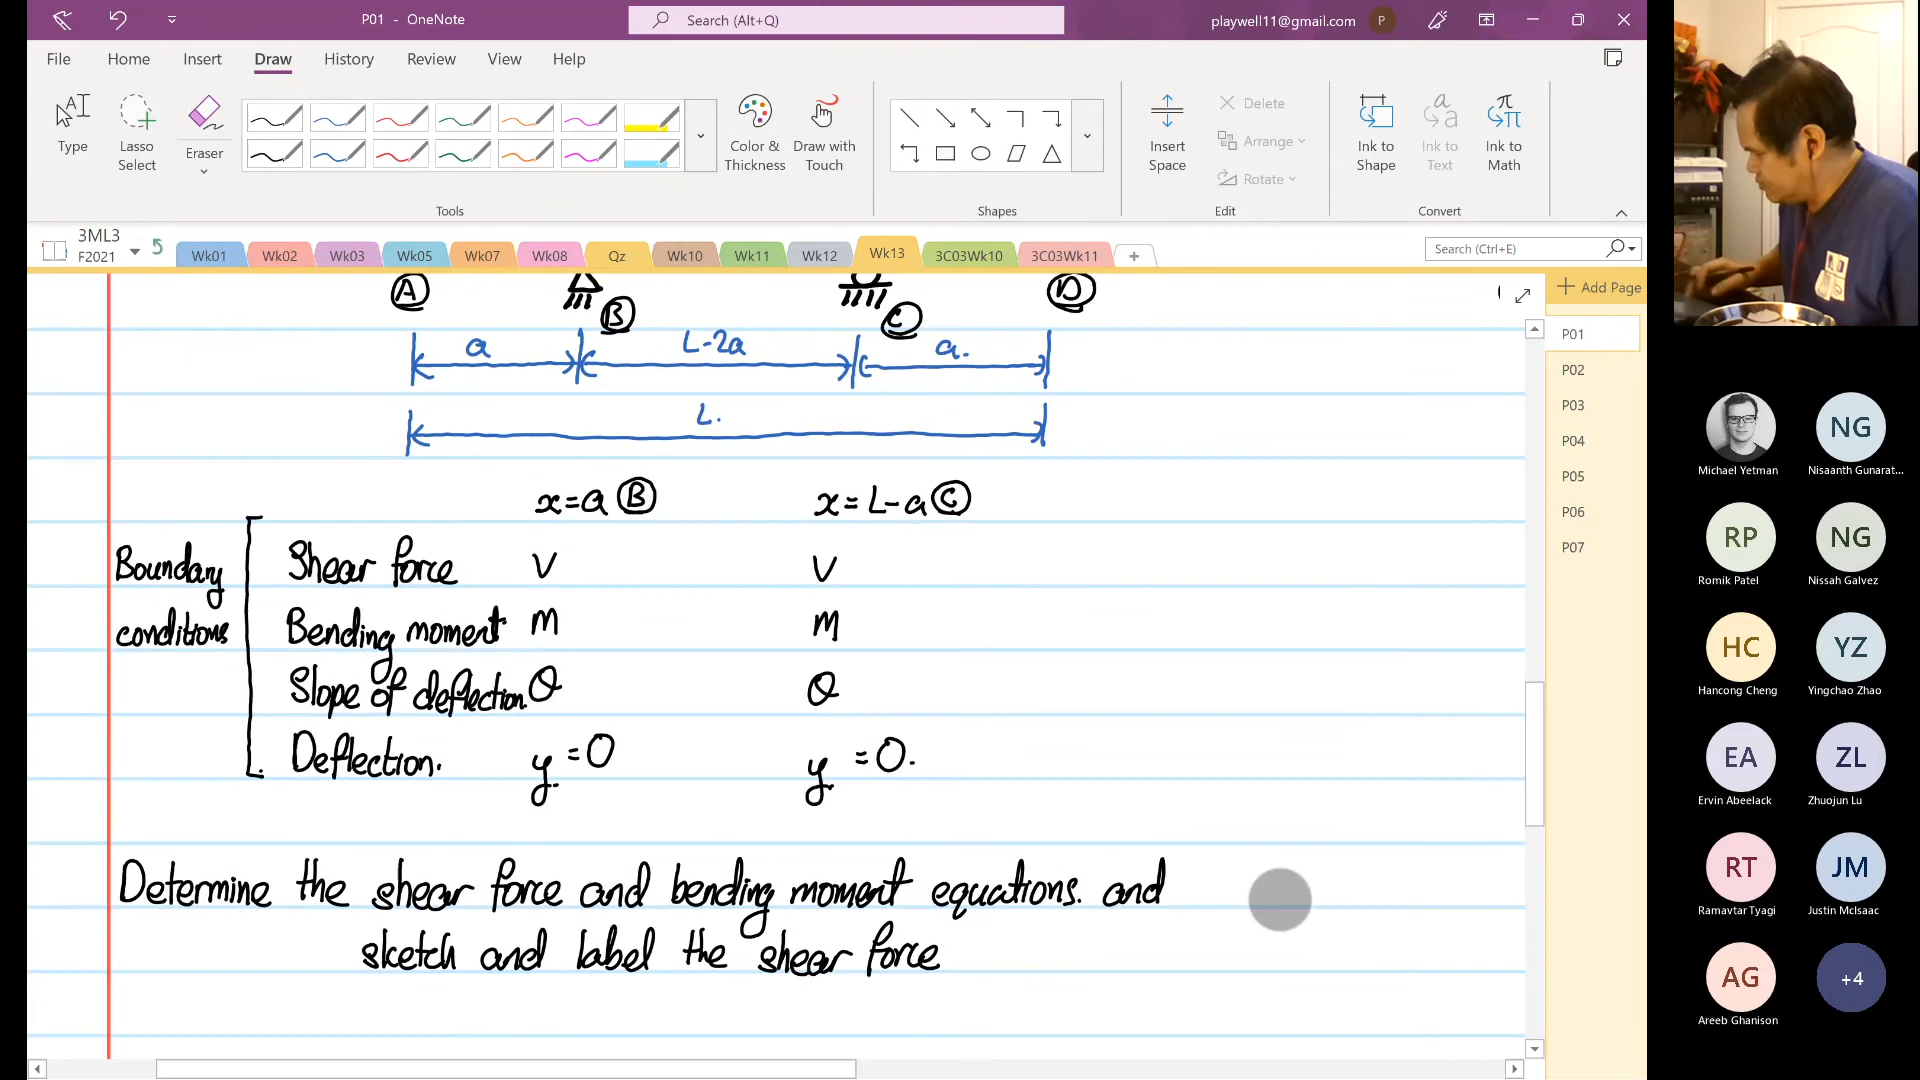 P01 - OneNote
Search (Alt+Q)
playwell11@gmail.com
P
File Home Insert Draw History Review View Help
Type
Lasso Select
Eraser
Color & Thickness
Draw with Touch
Insert Space
Delete
Arrange
Rotate
Ink to Shape
Ink to Text
Ink to Math
Tools Shapes Edit Convert
3ML3
F2021
Wk01 Wk02 Wk03 Wk05 Wk07 Wk08 Qz Wk10 Wk11 Wk12 Wk13 3C03Wk10 3C03Wk11
Search (Ctrl+E)
Add Page
P01
P02
P03
P04
P05
P06
P07
A B C D
a L-2a a.
L.
x=a B x=L-a C
Boundary conditions
Shear force V V
Bending moment M M
Slope of deflection. θ θ
Deflection. y. =0 y. =0.
Determine the shear force and bending moment equations. and
sketch and label the shear force
NG
Michael Yetman Nisaanth Gunarat...
RP NG
Romik Patel Nissah Galvez
HC YZ
Hancong Cheng Yingchao Zhao
EA ZL
Ervin Abeelack Zhuojun Lu
RT JM
Ramavtar Tyagi Justin McIsaac
AG +4
Areeb Ghanison